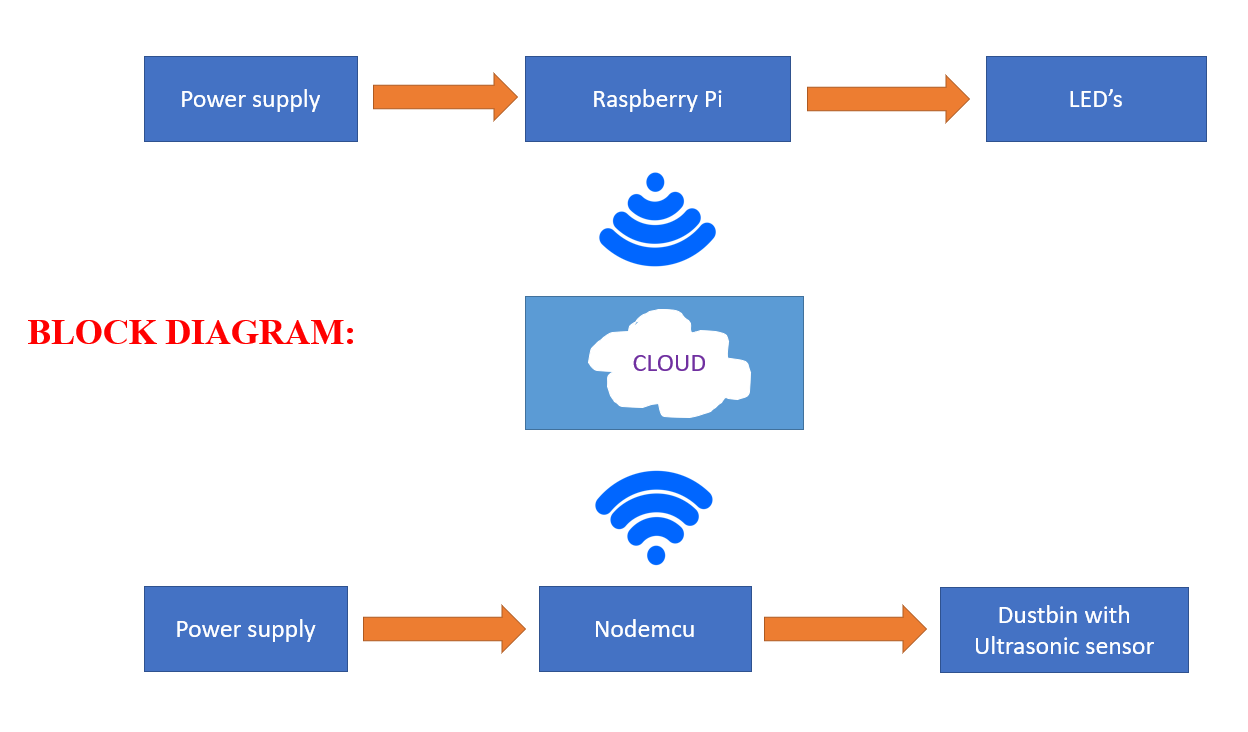 Power supply
Raspberry Pi
LED’s
BLOCK DIAGRAM:
CLOUD
Power supply
Nodemcu
Dustbin with
Ultrasonic sensor